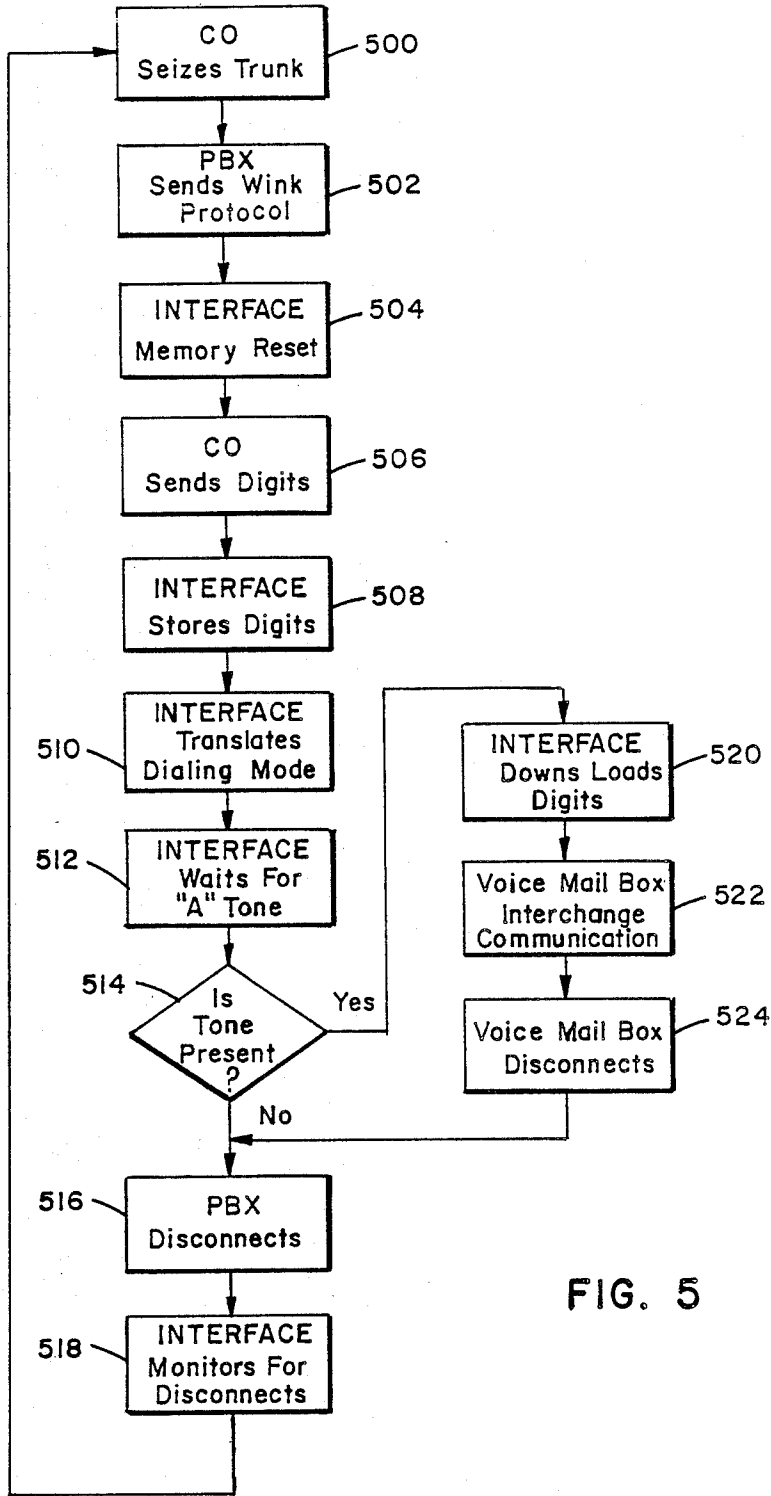 CO
Seizes Trunk
500
PBX
Sends Wink
Protocol
502
INTERFACE
Memory Reset
504
CO
Sends Digits
506
INTERFACE
Stores Digits
508
INTERFACE
Translates
Dialing Mode
510
INTERFACE
Waits For
"A" Tone
512
514
Is
Tone
Present
?
Yes
No
INTERFACE
Downs Loads
Digits
520
Voice Mail Box
Interchange
Communication
522
Voice Mail Box
Disconnects
524
516
PBX
Disconnects
518
INTERFACE
Monitors For
Disconnects
FIG. 5